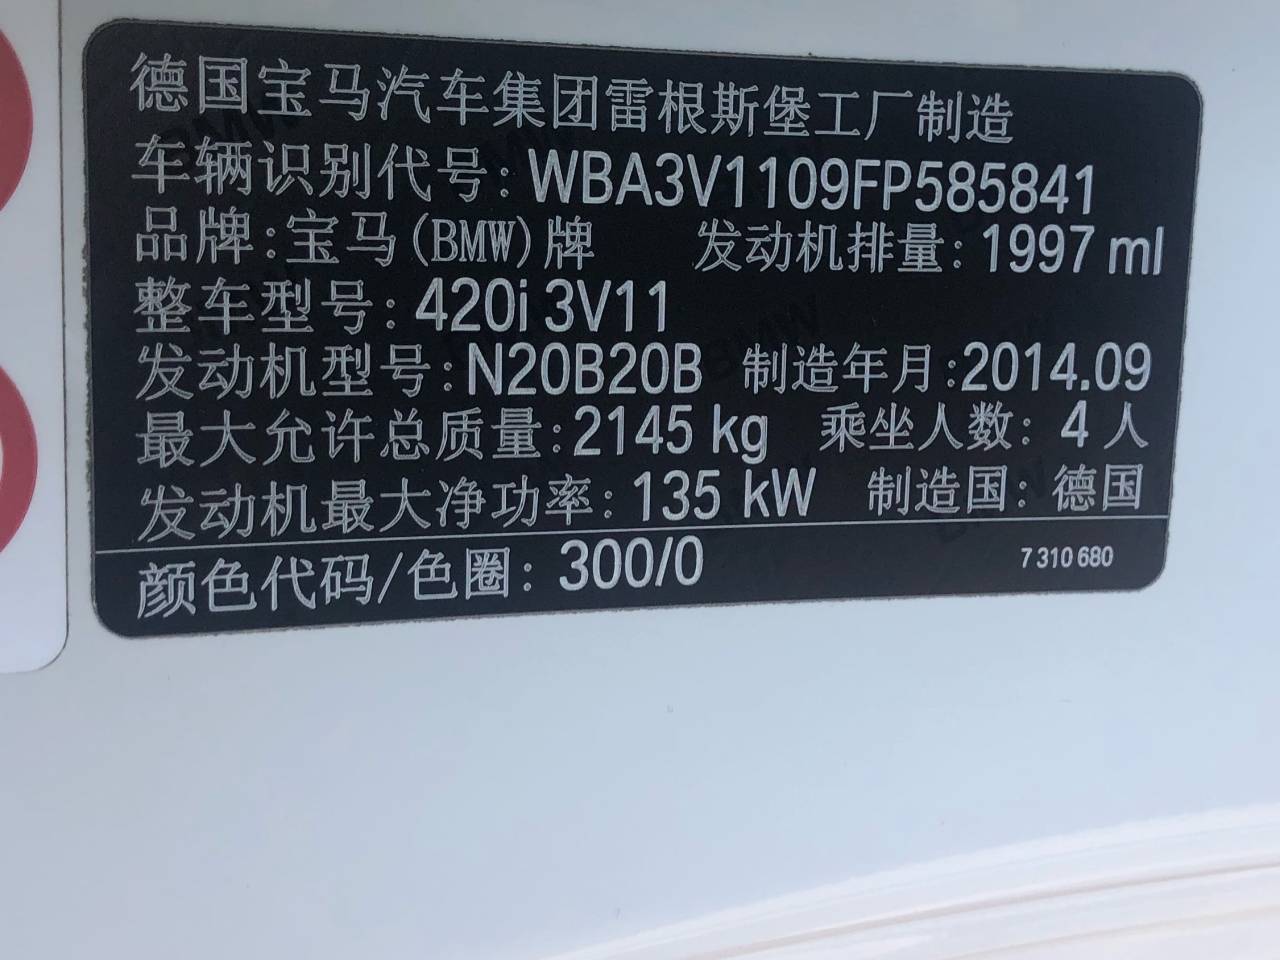 德国宝马汽车集团雷根斯堡工厂制造
车辆识别代号:WBA3V1109FP585841
品牌:宝马(BMW)牌 发动机排量:1997 ml
整车型号:420i 3V11
发动机型号:N20B20B 制造年月:2014.09
最大允许总质量:2145 kg 乘坐人数: 4 人
发动机最大净功率:135 kW 制造国:德国
颜色代码/色圈: 300/0 7 310 680